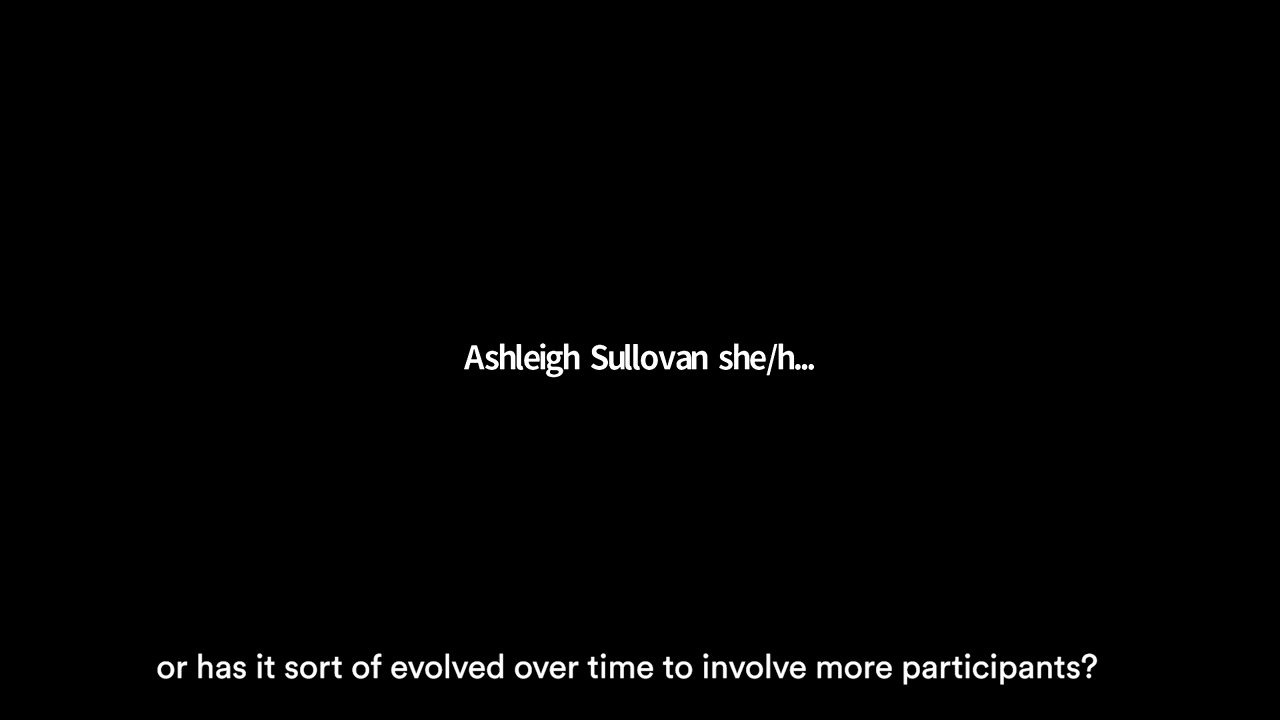 Ashleigh Sullovan she/h...
or has it sort of evolved over time to involve more participants?